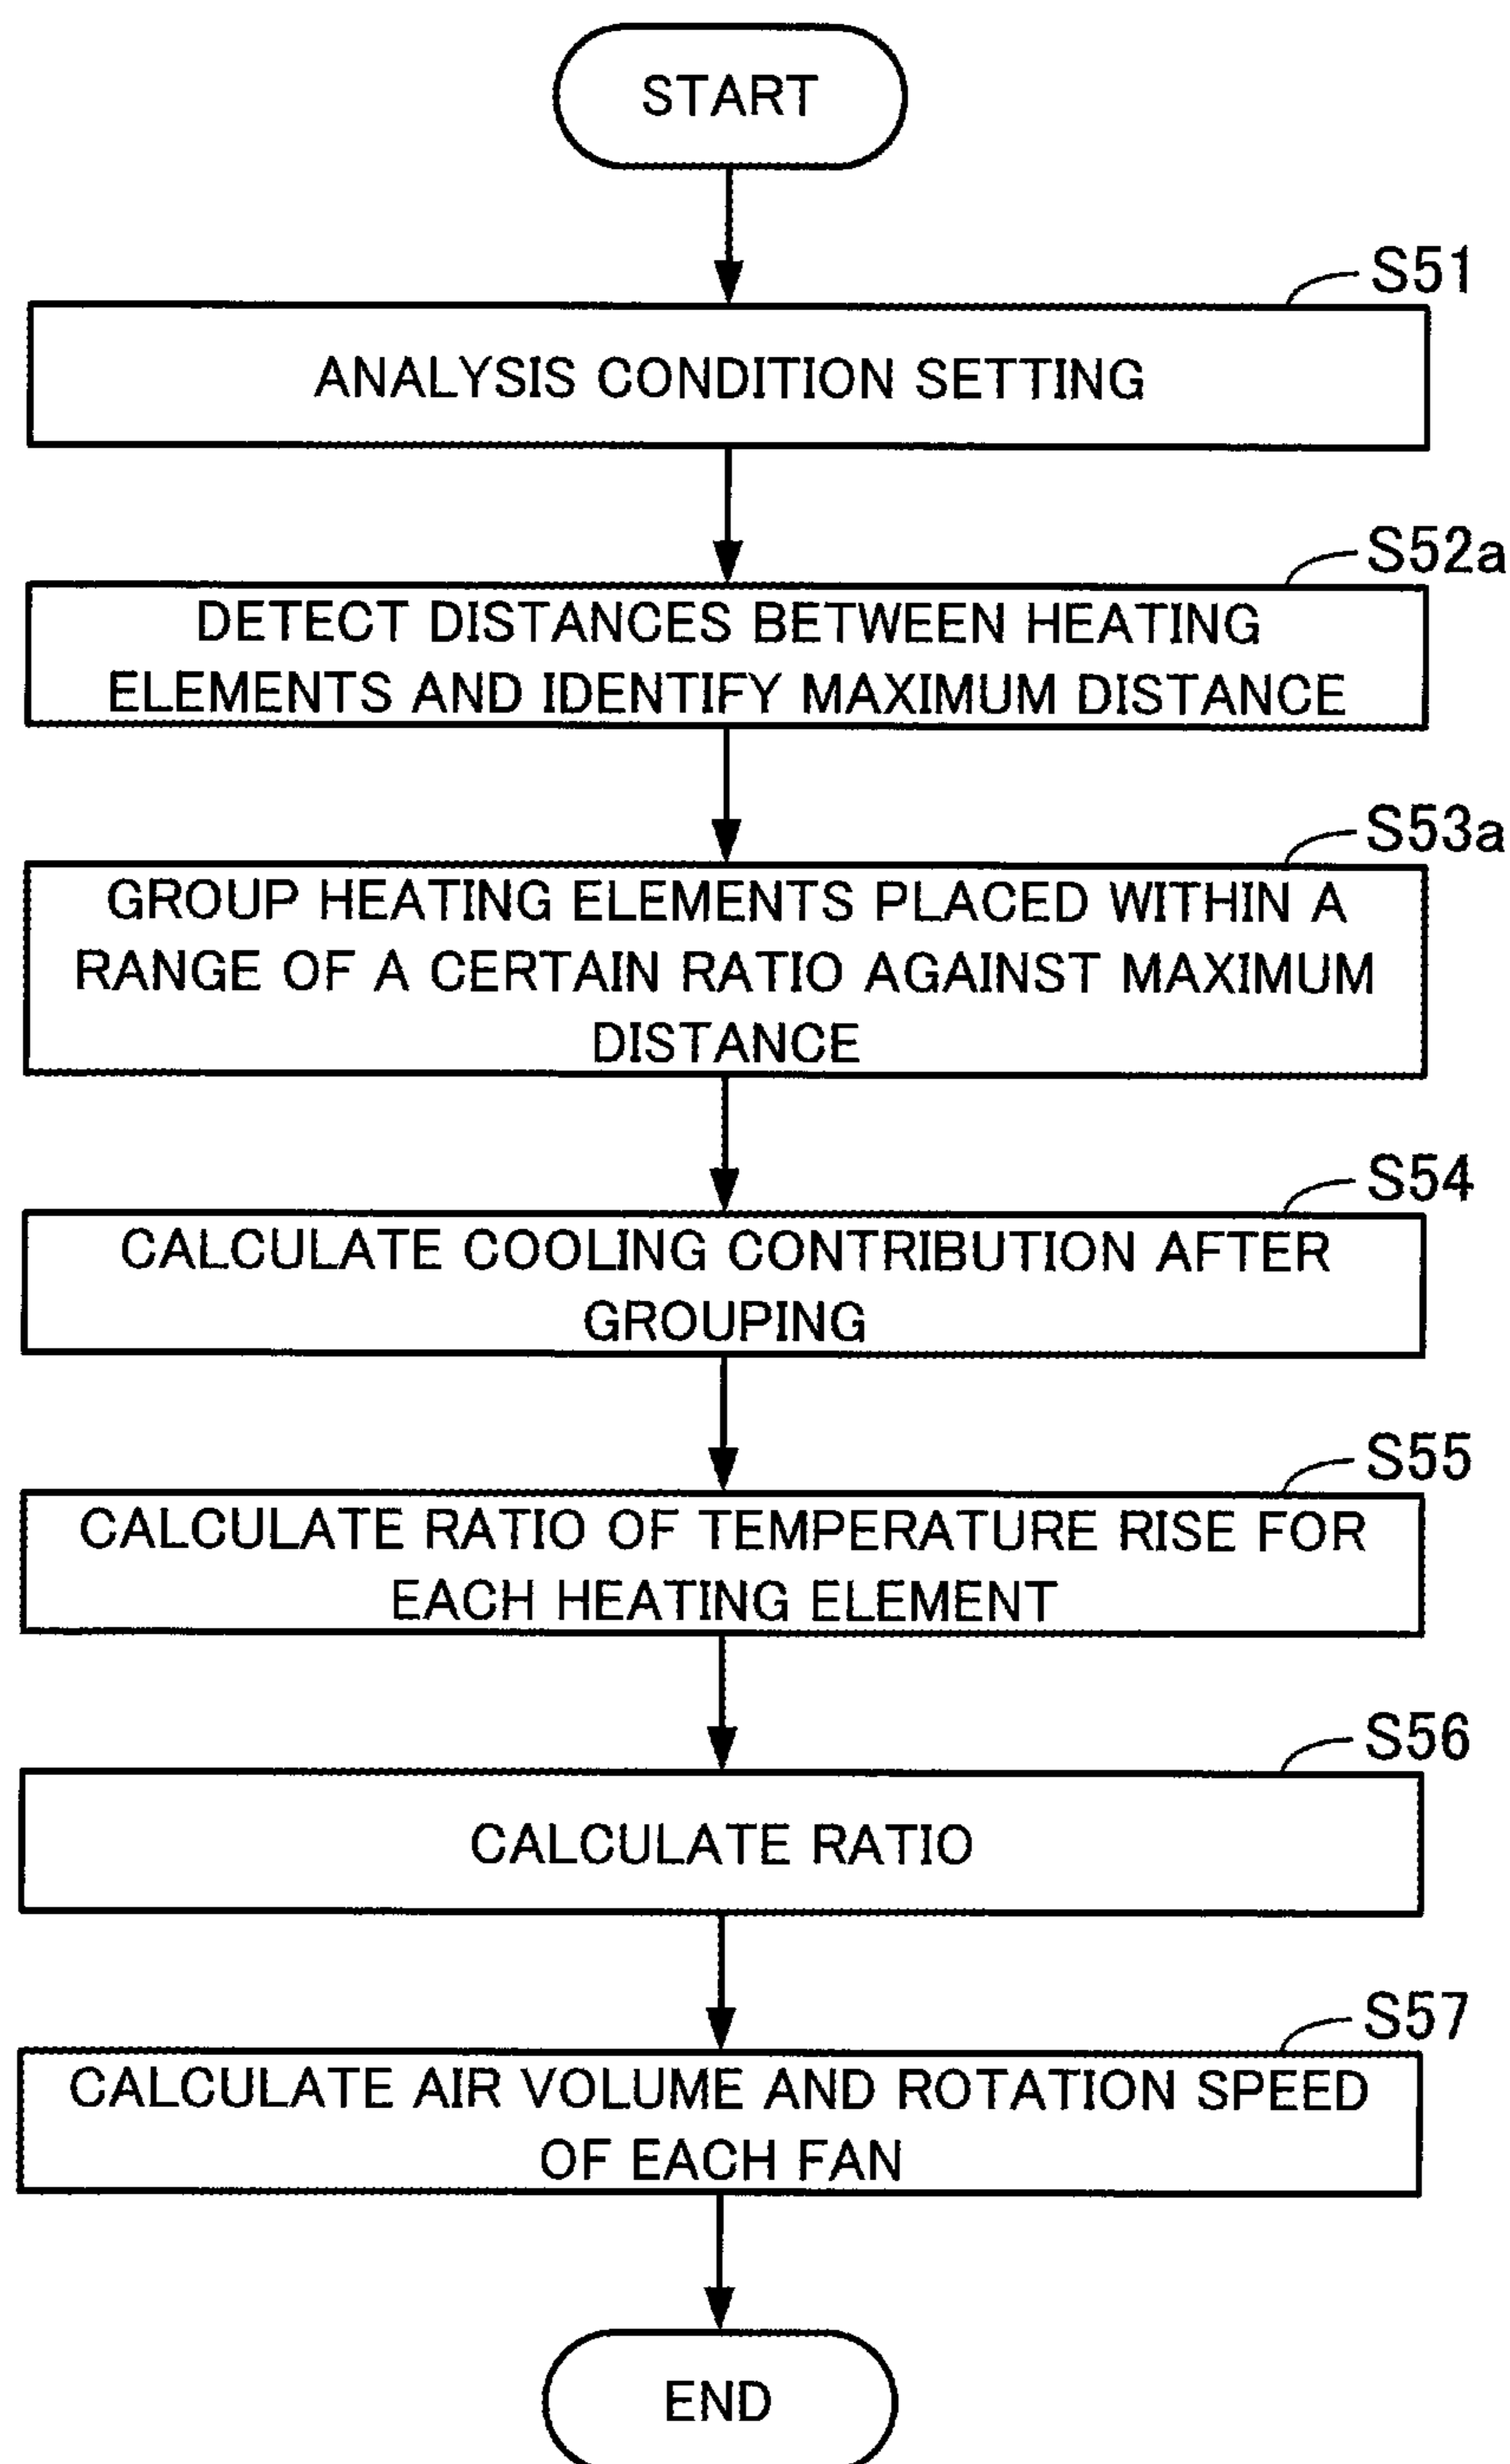 START
S51
ANALYSIS CONDITION SETTING
S52a
DETECT DISTANCES BETWEEN HEATING
ELEMENTS AND IDENTIFY MAXIMUM DISTANCE
S53a
GROUP HEATING ELEMENTS PLACED WITHIN A
RANGE OF A CERTAIN RATIO AGAINST MAXIMUM
DISTANCE
S54
CALCULATE COOLING CONTRIBUTION AFTER
GROUPING
S55
CALCULATE RATIO OF TEMPERATURE RISE FOR
EACH HEATING ELEMENT
S56
CALCULATE RATIO
S57
CALCULATE AIR VOLUME AND ROTATION SPEED
OF EACH FAN
END